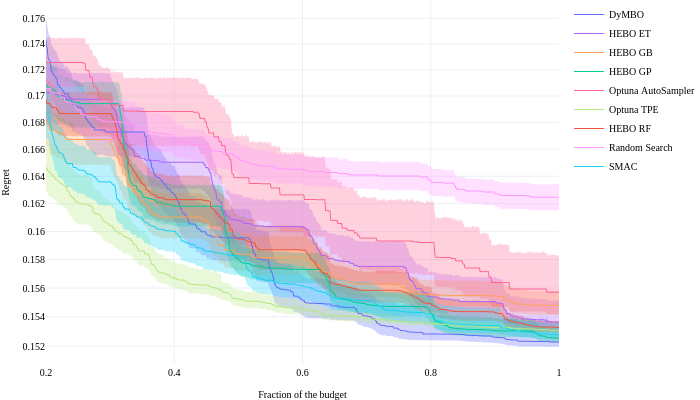 0.176
0.174
0.172
0.17
0.168
0.166
0.164
0.162
0.16
0.158
0.156
0.154
0.152
Regret
0.2
0.4
0.6
0.8
1
Fraction of the budget
DyMBO
HEBO ET
HEBO GB
HEBO GP
Optuna AutoSampler
Optuna TPE
HEBO RF
Random Search
SMAC